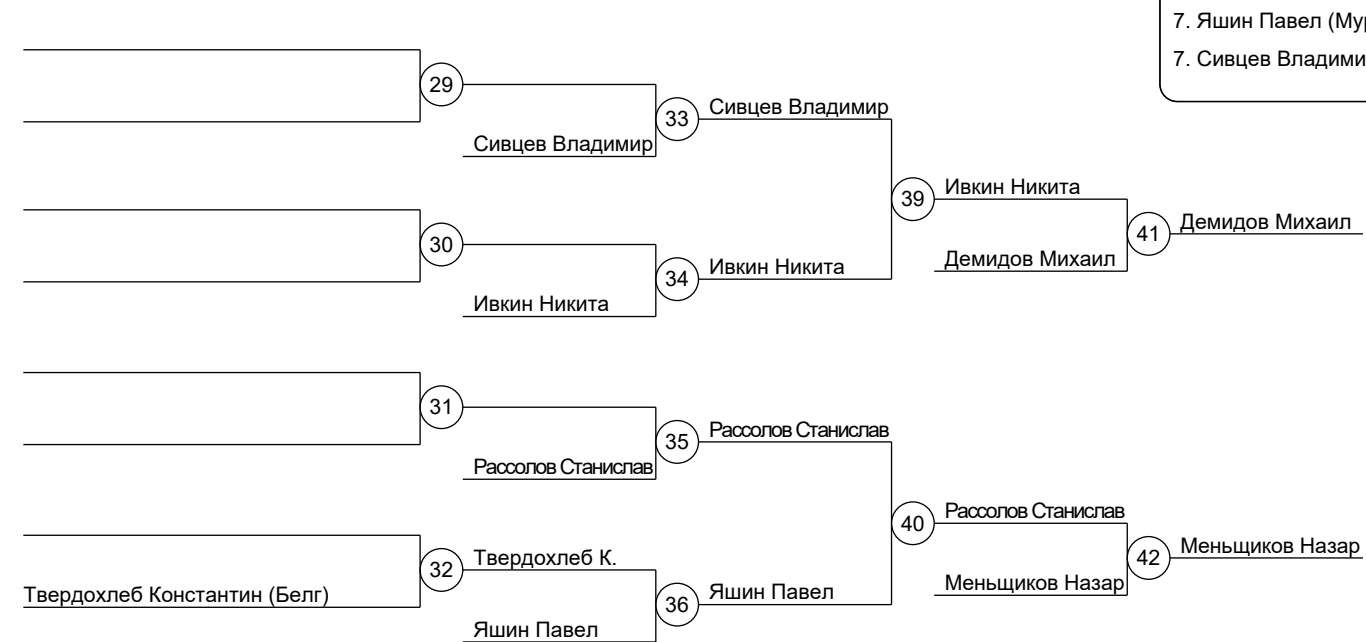 7. Яшин Павел
7. Сивцев
29
33
Сивцев Владимир
Сивцев Владимир
39
Ивкин Никита
41
Демидов Михаил
30
34
Ивкин Никита
Демидов Михаил
Ивкин Никита
31
35
Рассолов Станислав
Рассолов Станислав
40
Рассолов Станислав
42
Меньщиков Назар
32
Твердохлеб К.
Меньщиков Назар
Твердохлеб Константин (Белг)
36
Яшин Павел
Яшин Павел